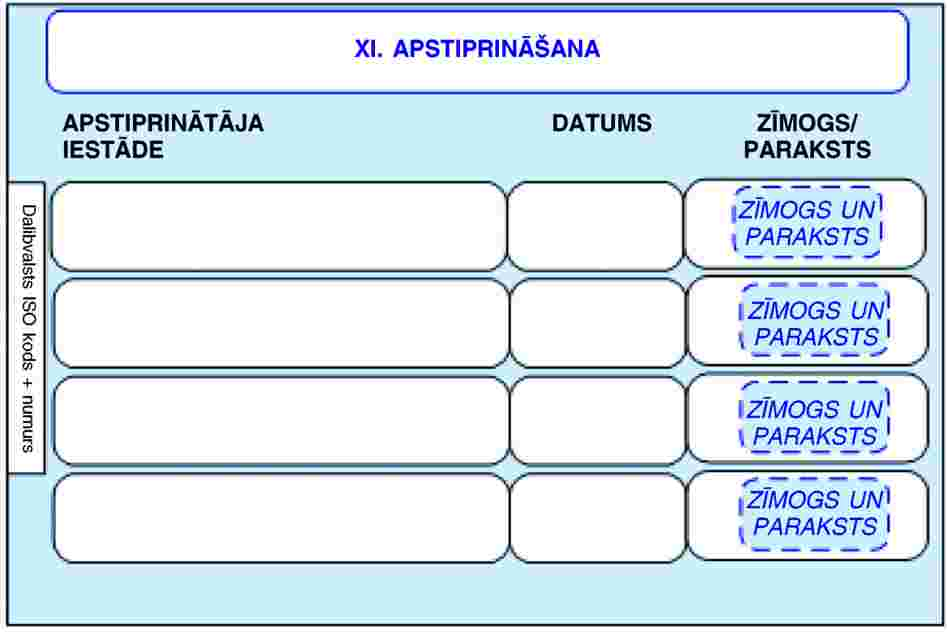 XI. APSTIPRINĀŠANA
APSTIPRINĀTĀJA
IESTĀDE
DATUMS
ZĪMOGS/
PARAKSTS
Dalībvalsts ISO kods + numurs
ZĪMOGS UN
PARAKSTS
ZĪMOGS UN
PARAKSTS
ZĪMOGS UN
PARAKSTS
ZĪMOGS UN
PARAKSTS